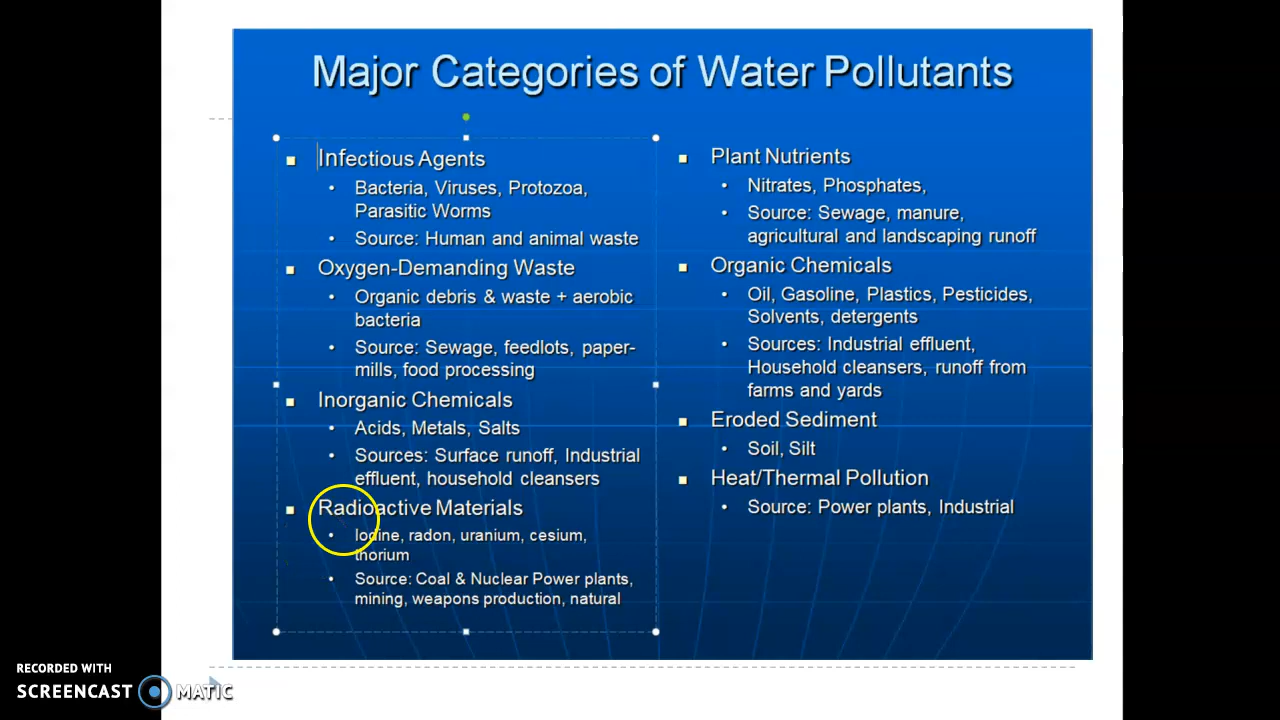 Major Categories of Water Pollutants
Infectious Agents
Bacteria, Viruses, Protozoa,
Parasitic Worms
Source: Human and animal waste
Oxygen-Demanding Waste
Organic debris & waste + aerobic
bacteria
Source: Sewage, feedlots, paper-
mills, food processing
Inorganic Chemicals
Acids, Metals, Salts
Sources: Surface runoff, Industrial
effluent, household cleansers
Radioactive Materials
Iodine, radon, uranium, cesium,
thorium
Source: Coal & Nuclear Power plants,
mining, weapons production, natural
Plant Nutrients
Nitrates, Phosphates,
Source: Sewage, manure,
agricultural and landscaping runoff
Organic Chemicals
Oil, Gasoline, Plastics, Pesticides,
Solvents, detergents
Sources: Industrial effluent,
Household cleansers, runoff from
farms and yards
Eroded Sediment
Soil, Silt
Heat/Thermal Pollution
Source: Power plants, Industrial
RECORDED WITH
SCREENCAST MATIC